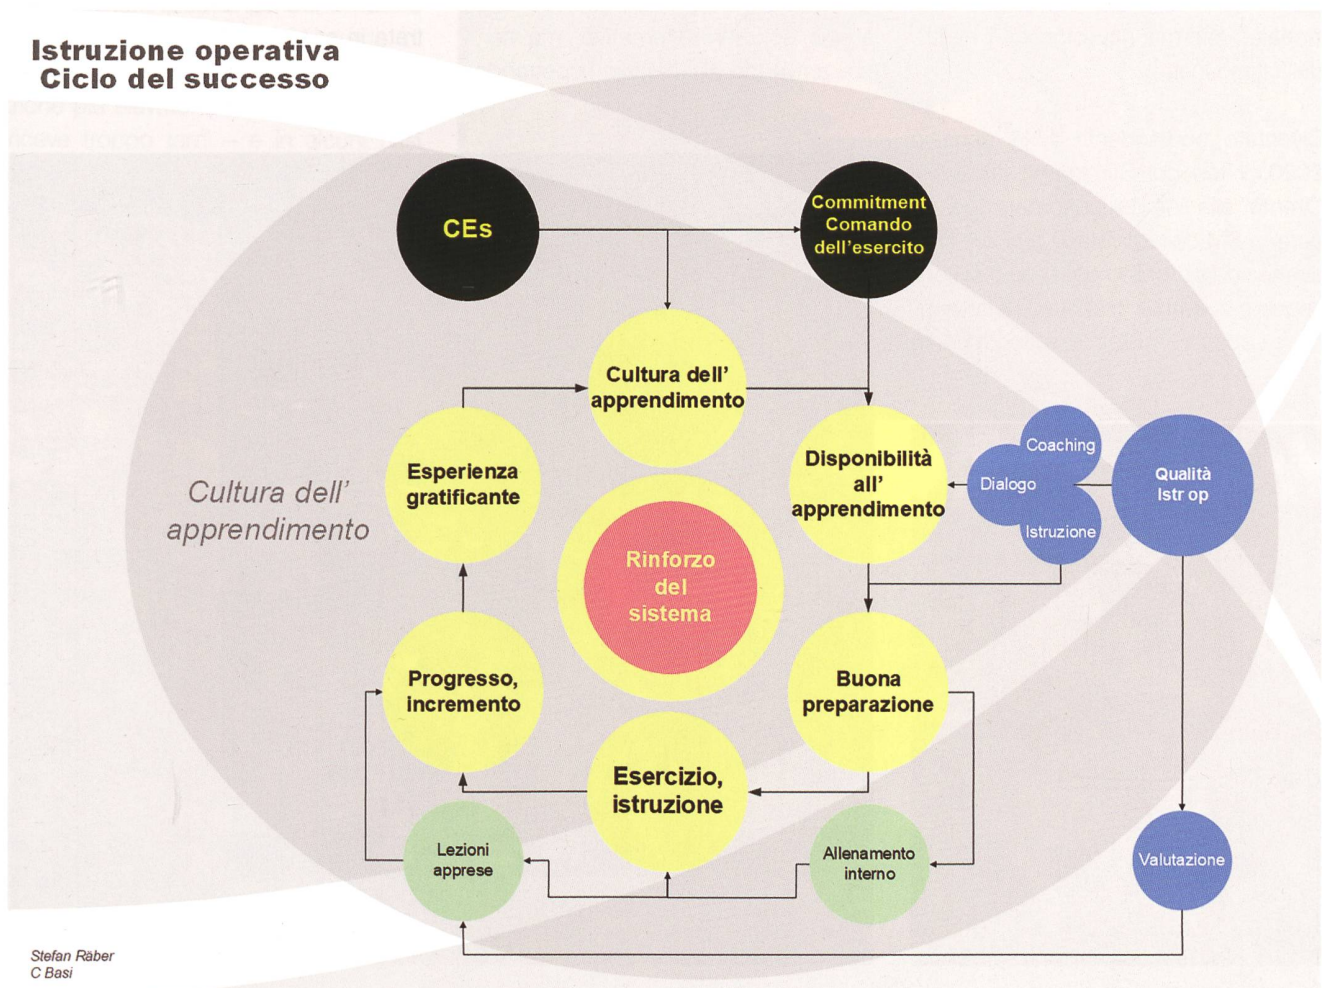 Istruzione operativa
Ciclo del successo
CEs
Commitment
Comando
dell'esercito
Cultura dell'
apprendimento
Esperienza
gratificante
Disponibilità
all'
apprendimento
Coaching
Dialogo
Istruzione
Qualità
Istr op
Cultura dell'
apprendimento
Rinforzo
del
sistema
Progresso,
incremento
Buona
preparazione
Esercizio,
istruzione
Lezioni
apprese
Allenamento
interno
Valutazione
Stefan Räber
C Basi